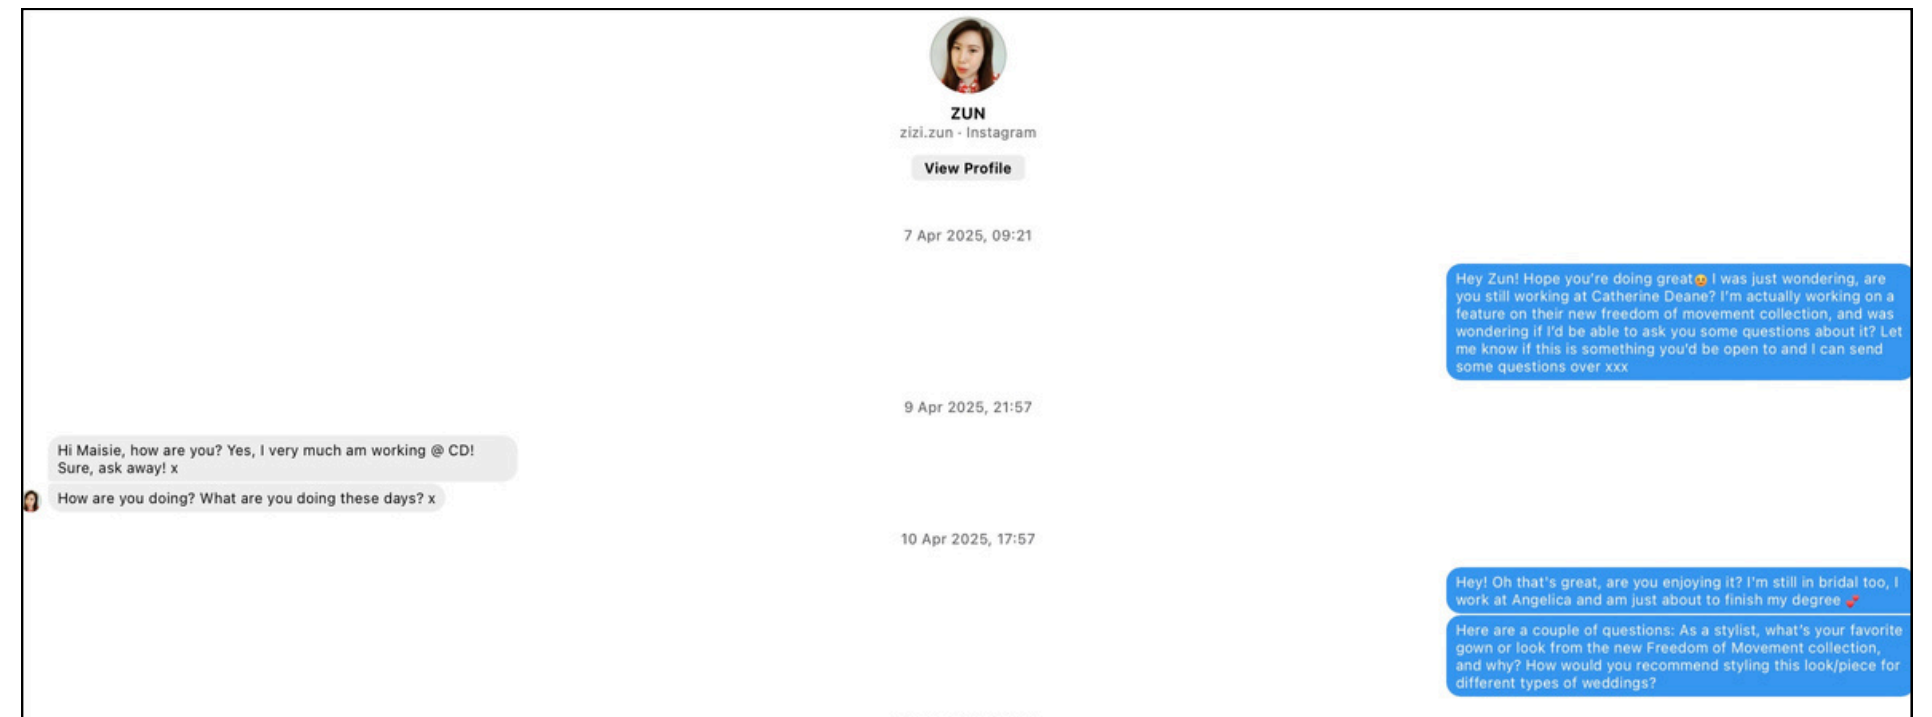 ZUN
zizi.zun · Instagram
View Profile
7 Apr 2025, 09:21
Hey Zun! Hope you're doing great🥹 I was just wondering, are
you still working at Catherine Deane? I'm actually working on a
feature on their new freedom of movement collection, and was
wondering if I'd be able to ask you some questions about it? Let
me know if this is something you'd be open to and I can send
some questions over xxx
9 Apr 2025, 21:57
Hi Maisie, how are you? Yes, I very much am working @ CD!
Sure, ask away! x
How are you doing? What are you doing these days? x
10 Apr 2025, 17:57
Hey! Oh that's great, are you enjoying it? I'm still in bridal too, I
work at Angelica and am just about to finish my degree 💕
Here are a couple of questions: As a stylist, what's your favorite
gown or look from the new Freedom of Movement collection,
and why? How would you recommend styling this look/piece for
different types of weddings?